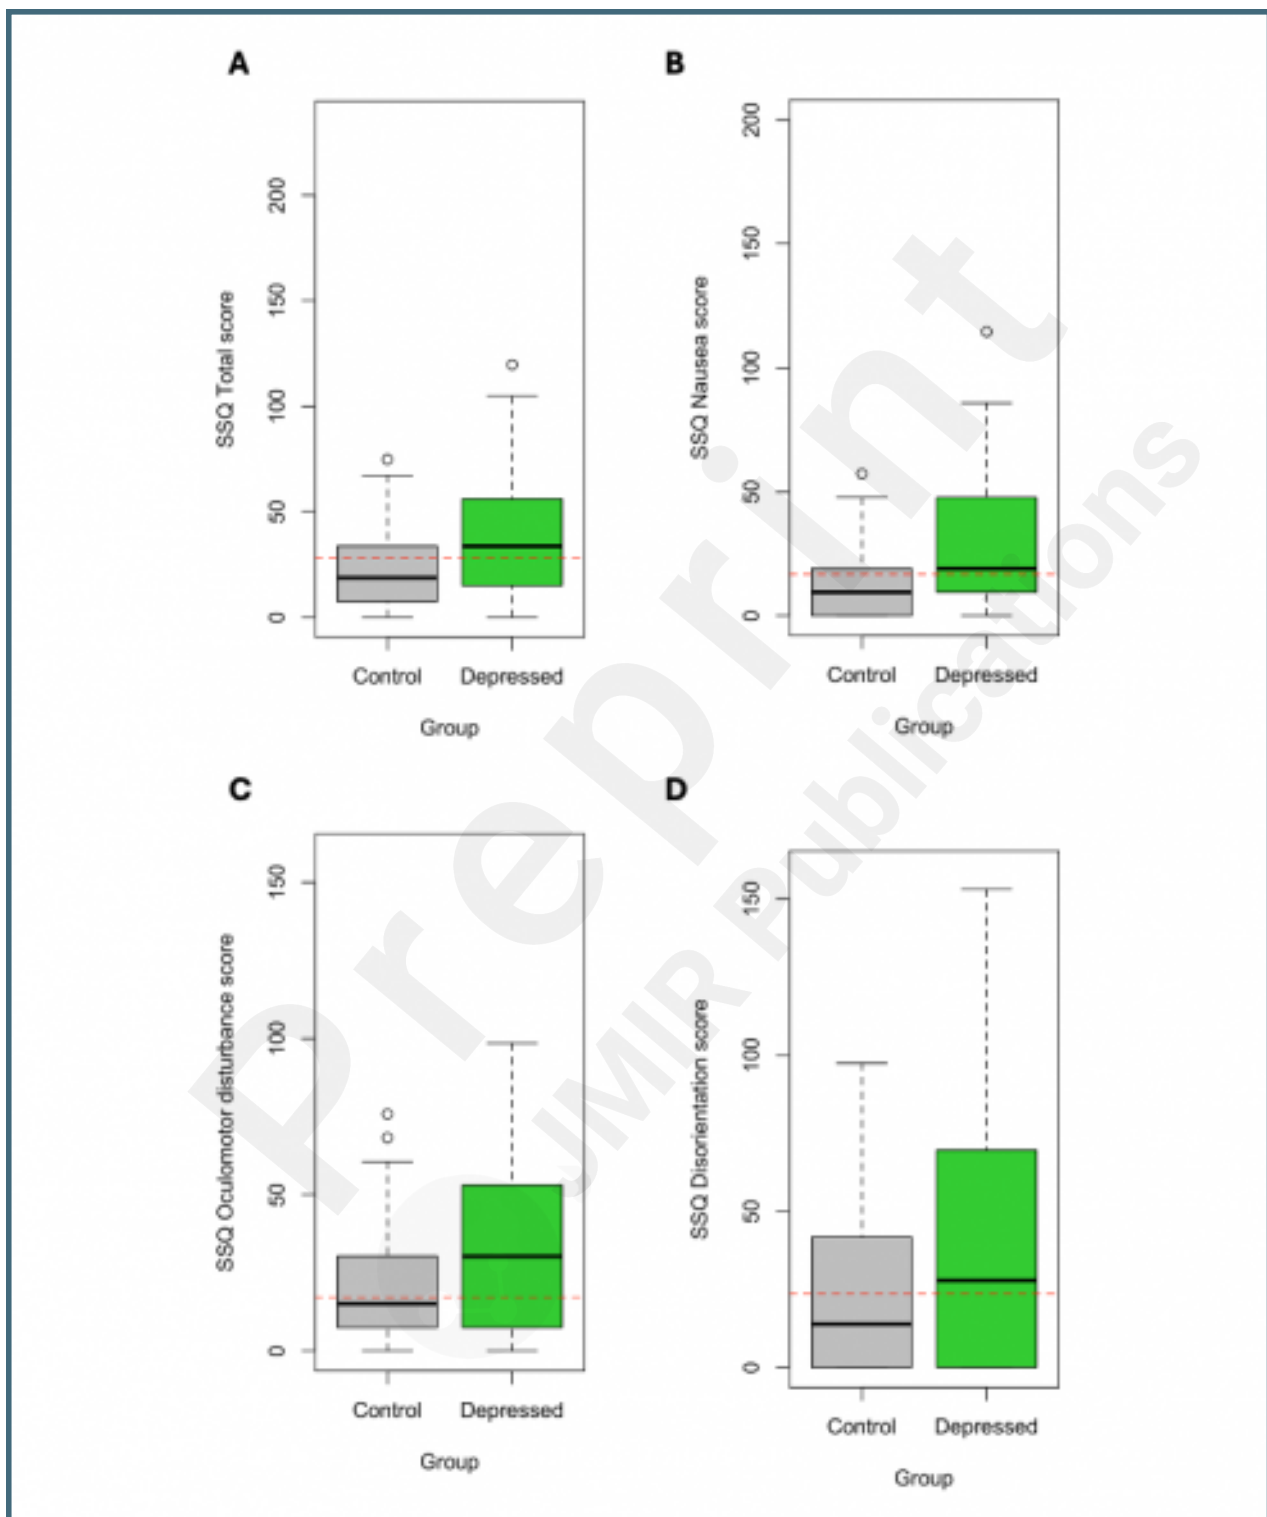 A
SSQ Total score
200
150
100
50
0
Control Depressed
Group
B
SSQ Nausea score
200
150
100
50
0
Control Depressed
Group
C
SSQ Oculomotor disturbance score
150
100
50
0
Control Depressed
Group
D
SSQ Disorientation score
150
100
50
0
Control Depressed
Group
Preprint
JMIR Publications